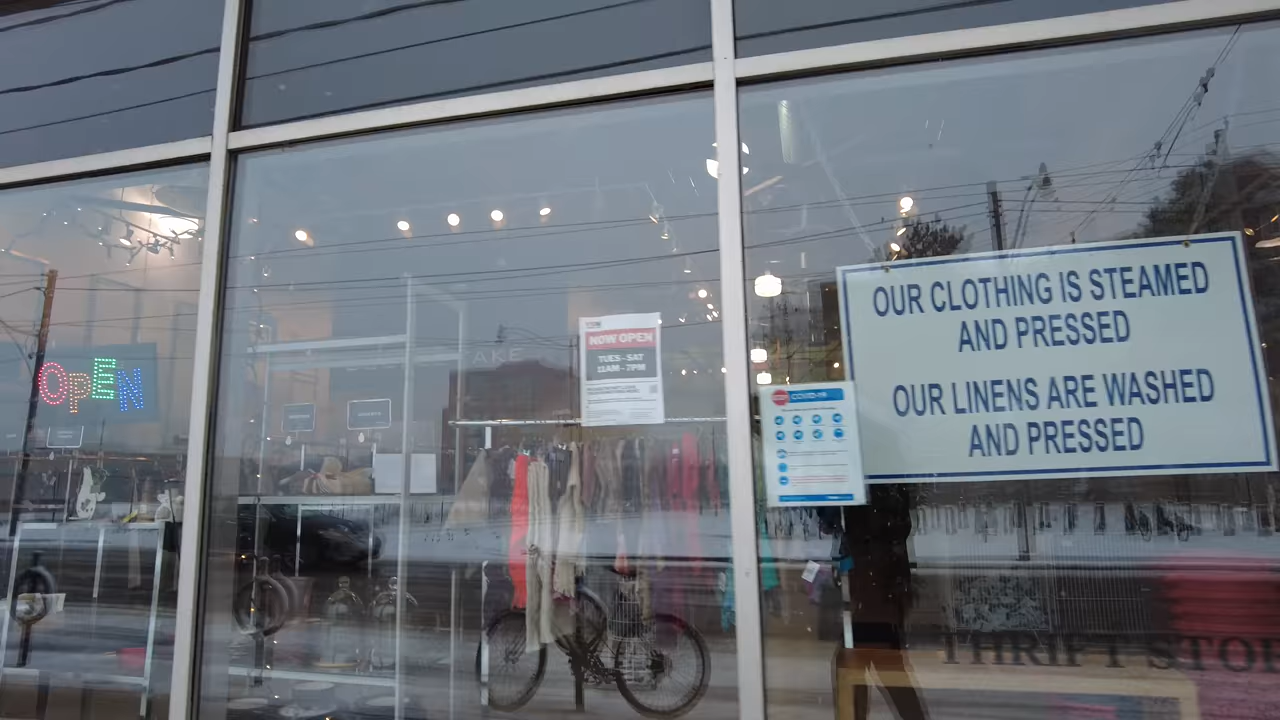 OPEN
NOW OPEN
TUES-SAT
11AM-7PM
COVID-19
OUR CLOTHING IS STEAMED
AND PRESSED
OUR LINENS ARE WASHED
AND PRESSED
THRIFT STOR